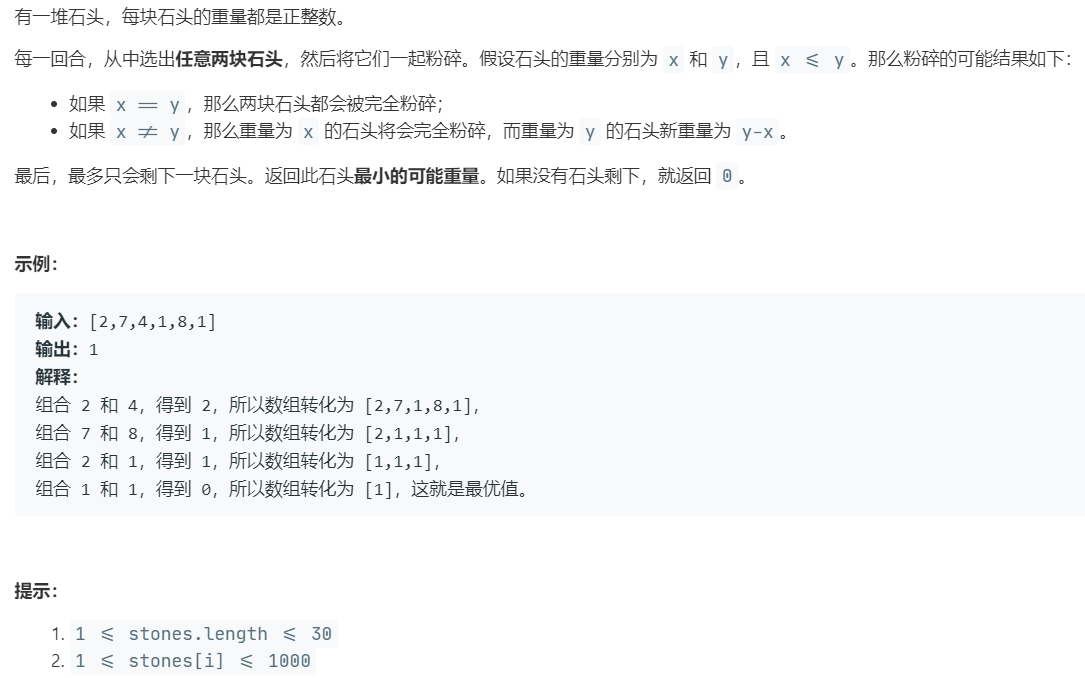 有一堆石头，每块石头的重量都是正整数。
每一回合，从中选出任意两块石头，然后将它们一起粉碎。假设石头的重量分别为 x 和 y，且 x <= y。那么粉碎的可能结果如下：
• 如果 x == y，那么两块石头都会被完全粉碎；
• 如果 x != y，那么重量为 x 的石头将会完全粉碎，而重量为 y 的石头新重量为 y-x。
最后，最多只会剩下一块石头。返回此石头最小的可能重量。如果没有石头剩下，就返回 0。
示例：
输入：[2,7,4,1,8,1]
输出：1
解释：
组合 2 和 4，得到 2，所以数组转化为 [2,7,1,8,1]，
组合 7 和 8，得到 1，所以数组转化为 [2,1,1,1]，
组合 2 和 1，得到 1，所以数组转化为 [1,1,1]，
组合 1 和 1，得到 0，所以数组转化为 [1]，这就是最优值。
提示：
1. 1 <= stones.length <= 30
2. 1 <= stones[i] <= 1000